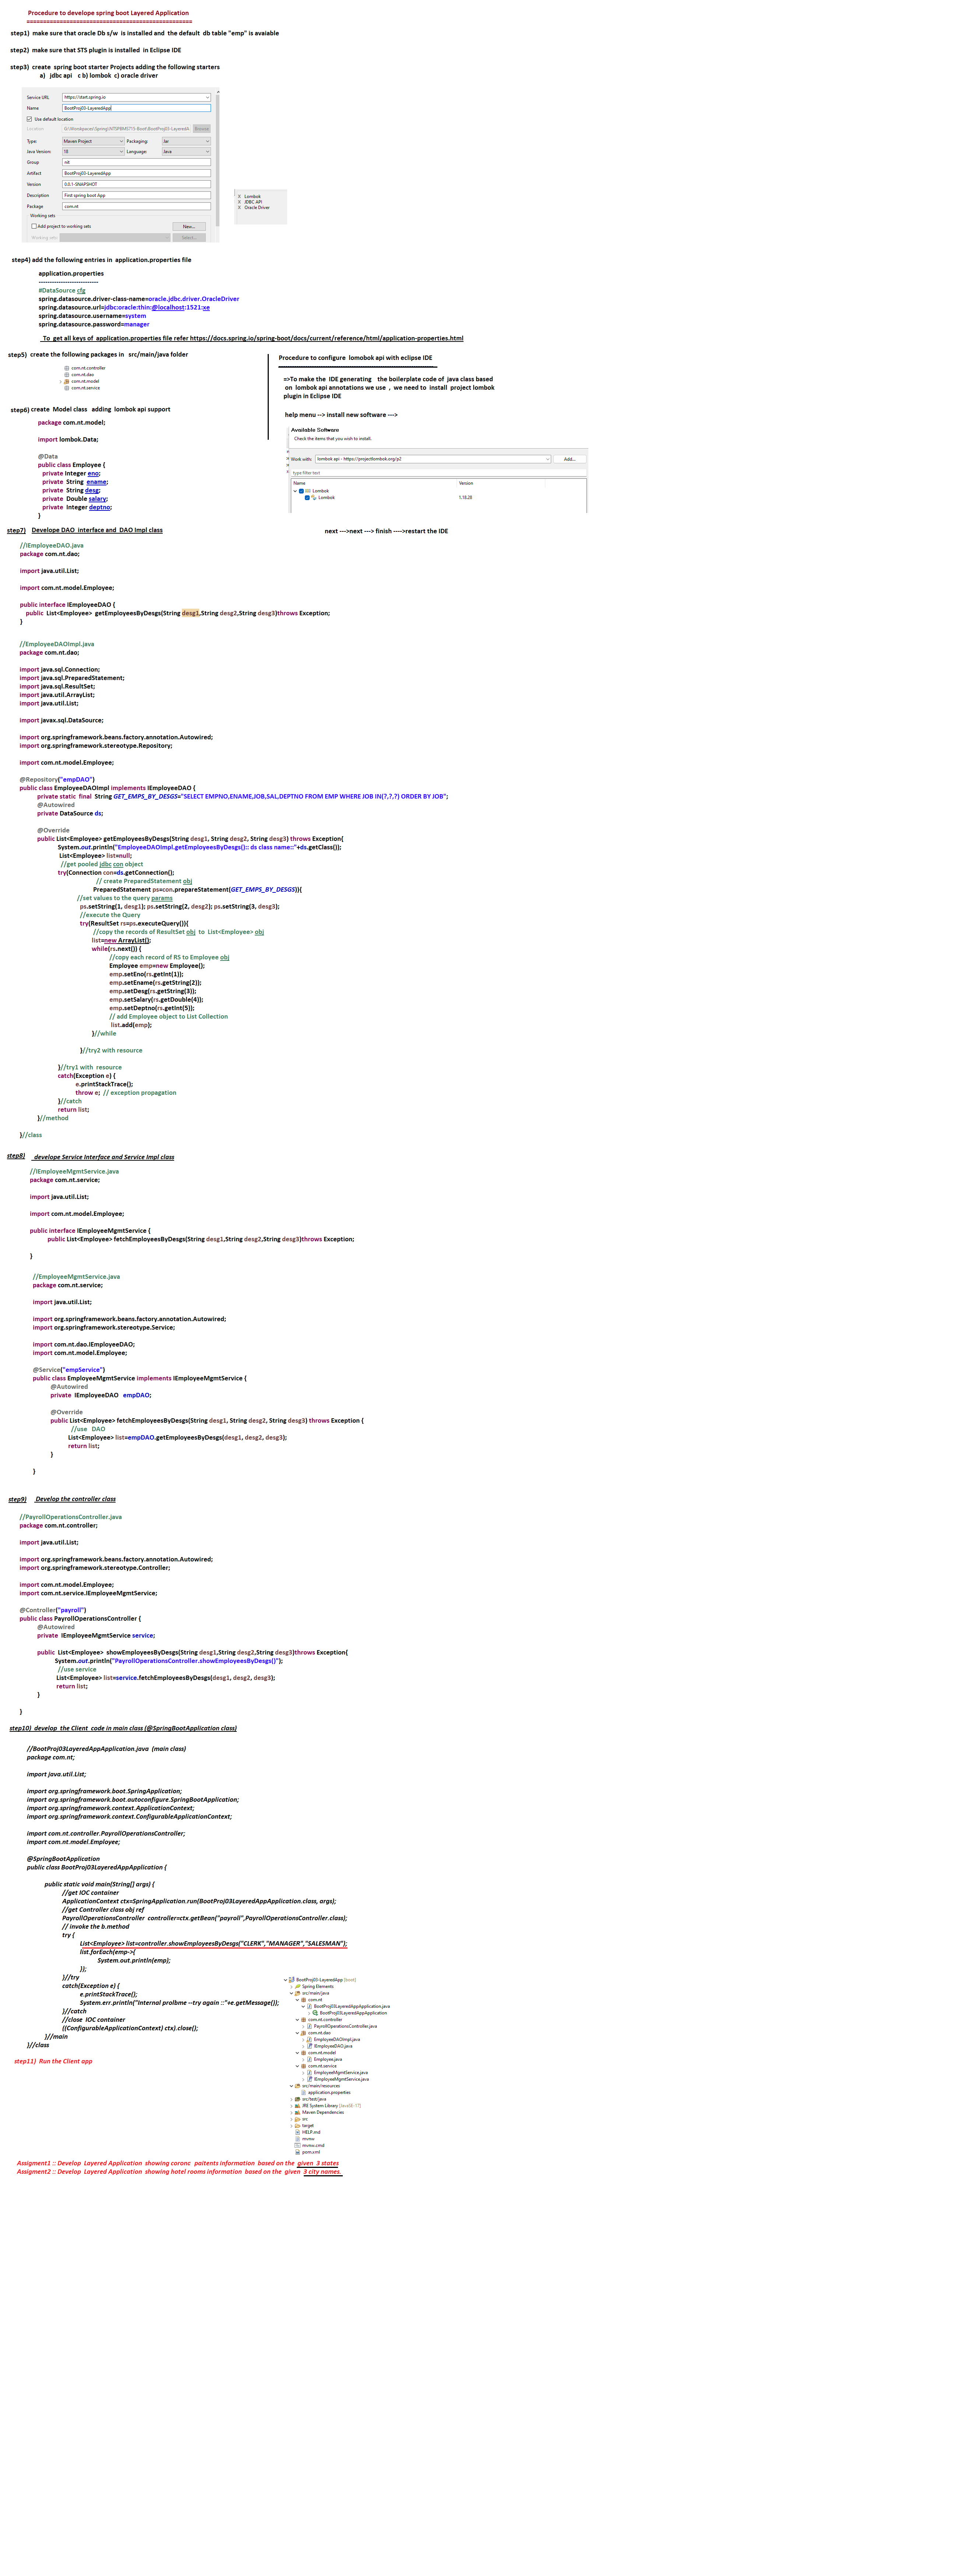 Procedure to develope spring boot Layered Application
================================================
step1) make sure that oracle Db s/w is installed and the default db table "emp" is avaiable
step2) make sure that STS plugin is installed in Eclipse IDE
step3) create spring boot starter Projects adding the following starters
a) jdbc api c b) lombok c) oracle driver
Service URL https://start.spring.io
Name BootProj03-LayeredApp
Use default location
Location Browse
Type: Maven Project Packaging: Jar
Java Version: 18 Language: Java
Group nit
Artifact BootProj03-LayeredApp
Version 0.0.1-SNAPSHOT
Description First spring boot App
Package com.nt
Working sets
Add project to working sets New...
Working sets: Select...
X Lombok
X JDBC API
X Oracle Driver
step4) add the following entries in application.properties file
application.properties
---------------------------
#DataSource cfg
spring.datasource.driver-class-name=oracle.jdbc.driver.OracleDriver
spring.datasource.url=jdbc:oracle:thin:@localhost:1521:xe
spring.datasource.username=system
spring.datasource.password=manager
To get all keys of application.properties file refer https://docs.spring.io/spring-boot/docs/current/reference/html/application-properties.html
step5) create the following packages in src/main/java folder
com.nt.controller
com.nt.dao
com.nt.model
com.nt.service
Procedure to configure lomobok api with eclipse IDE
=>To make the IDE generating the boilerplate code of java class based
on lombok api annotations we use , we need to install project lombok
plugin in Eclipse IDE
help menu --> install new software --->
Available Software
Check the items that you wish to install.
Work with: lombok api - https://projectlombok.org/p2 Add...
type filter text
Name Version
Lombok
Lombok 1.18.28
next --->next ---> finish ---->restart the IDE
step6) create Model class adding lombok api support
package com.nt.model;
import lombok.Data;
@Data
public class Employee {
private Integer eno;
private String ename;
private String desg;
private Double salary;
private Integer deptno;
}
step7) Develope DAO interface and DAO Impl class
//IEmployeeDAO.java
package com.nt.dao;
import java.util.List;
import com.nt.model.Employee;
public interface IEmployeeDAO {
public List<Employee> getEmployeesByDesgs(String desg1,String desg2,String desg3)throws Exception;
}
//EmployeeDAOImpl.java
package com.nt.dao;
import java.sql.Connection;
import java.sql.PreparedStatement;
import java.sql.ResultSet;
import java.util.ArrayList;
import java.util.List;
import javax.sql.DataSource;
import org.springframework.beans.factory.annotation.Autowired;
import org.springframework.stereotype.Repository;
import com.nt.model.Employee;
@Repository("empDAO")
public class EmployeeDAOImpl implements IEmployeeDAO {
private static final String GET_EMPS_BY_DESGS="SELECT EMPNO,ENAME,JOB,SAL,DEPTNO FROM EMP WHERE JOB IN(?,?,?) ORDER BY JOB";
@Autowired
private DataSource ds;
@Override
public List<Employee> getEmployeesByDesgs(String desg1, String desg2, String desg3) throws Exception{
System.out.println("EmployeeDAOImpl.getEmployeesByDesgs():: ds class name::"+ds.getClass());
List<Employee> list=null;
//get pooled jdbc con object
try(Connection con=ds.getConnection();
// create PreparedStatement obj
PreparedStatement ps=con.prepareStatement(GET_EMPS_BY_DESGS)){
//set values to the query params
ps.setString(1, desg1); ps.setString(2, desg2); ps.setString(3, desg3);
//execute the Query
try(ResultSet rs=ps.executeQuery()){
//copy the records of ResultSet obj to List<Employee> obj
list=new ArrayList();
while(rs.next()) {
//copy each record of RS to Employee obj
Employee emp=new Employee();
emp.setEno(rs.getInt(1));
emp.setEname(rs.getString(2));
emp.setDesg(rs.getString(3));
emp.setSalary(rs.getDouble(4));
emp.setDeptno(rs.getInt(5));
// add Employee object to List Collection
list.add(emp);
}//while
}//try2 with resource
}//try1 with resource
catch(Exception e) {
e.printStackTrace();
throw e; // exception propagation
}//catch
return list;
}//method
}//class
step8) develope Service Interface and Service Impl class
//IEmployeeMgmtService.java
package com.nt.service;
import java.util.List;
import com.nt.model.Employee;
public interface IEmployeeMgmtService {
public List<Employee> fetchEmployeesByDesgs(String desg1,String desg2,String desg3)throws Exception;
}
//EmployeeMgmtService.java
package com.nt.service;
import java.util.List;
import org.springframework.beans.factory.annotation.Autowired;
import org.springframework.stereotype.Service;
import com.nt.dao.IEmployeeDAO;
import com.nt.model.Employee;
@Service("empService")
public class EmployeeMgmtService implements IEmployeeMgmtService {
@Autowired
private IEmployeeDAO empDAO;
@Override
public List<Employee> fetchEmployeesByDesgs(String desg1, String desg2, String desg3) throws Exception {
//use DAO
List<Employee> list=empDAO.getEmployeesByDesgs(desg1, desg2, desg3);
return list;
}
}
step9) Develop the controller class
//PayrollOperationsController.java
package com.nt.controller;
import java.util.List;
import org.springframework.beans.factory.annotation.Autowired;
import org.springframework.stereotype.Controller;
import com.nt.model.Employee;
import com.nt.service.IEmployeeMgmtService;
@Controller("payroll")
public class PayrollOperationsController {
@Autowired
private IEmployeeMgmtService service;
public List<Employee> showEmployeesByDesgs(String desg1,String desg2,String desg3)throws Exception{
System.out.println("PayrollOperationsController.showEmployeesByDesgs()");
//use service
List<Employee> list=service.fetchEmployeesByDesgs(desg1, desg2, desg3);
return list;
}
}
step10) develop the Client code in main class (@SpringBootApplication class)
//BootProj03LayeredAppApplication.java (main class)
package com.nt;
import java.util.List;
import org.springframework.boot.SpringApplication;
import org.springframework.boot.autoconfigure.SpringBootApplication;
import org.springframework.context.ApplicationContext;
import org.springframework.context.ConfigurableApplicationContext;
import com.nt.controller.PayrollOperationsController;
import com.nt.model.Employee;
@SpringBootApplication
public class BootProj03LayeredAppApplication {
public static void main(String[] args) {
//get IOC container
ApplicationContext ctx=SpringApplication.run(BootProj03LayeredAppApplication.class, args);
//get Controller class obj ref
PayrollOperationsController controller=ctx.getBean("payroll",PayrollOperationsController.class);
// invoke the b.method
try {
List<Employee> list=controller.showEmployeesByDesgs("CLERK","MANAGER","SALESMAN");
list.forEach(emp->{
System.out.println(emp);
});
}//try
catch(Exception e) {
e.printStackTrace();
System.err.println("Internal prolbme --try again ::"+e.getMessage());
}//catch
//close IOC container
((ConfigurableApplicationContext) ctx).close();
}//main
}//class
step11) Run the Client app
BootProj03-LayeredApp [boot]
Spring Elements
src/main/java
com.nt
BootProj03LayeredAppApplication.java
BootProj03LayeredAppApplication
com.nt.controller
PayrollOperationsController.java
com.nt.dao
EmployeeDAOImpl.java
IEmployeeDAO.java
com.nt.model
Employee.java
com.nt.service
EmployeeMgmtService.java
IEmployeeMgmtService.java
src/main/resources
application.properties
src/test/java
JRE System Library [JavaSE-17]
Maven Dependencies
src
target
HELP.md
mvnw
mvnw.cmd
pom.xml
Assigment1 :: Develop Layered Application showing coronc paitents information based on the given 3 states
Assigment2 :: Develop Layered Application showing hotel rooms information based on the given 3 city names.